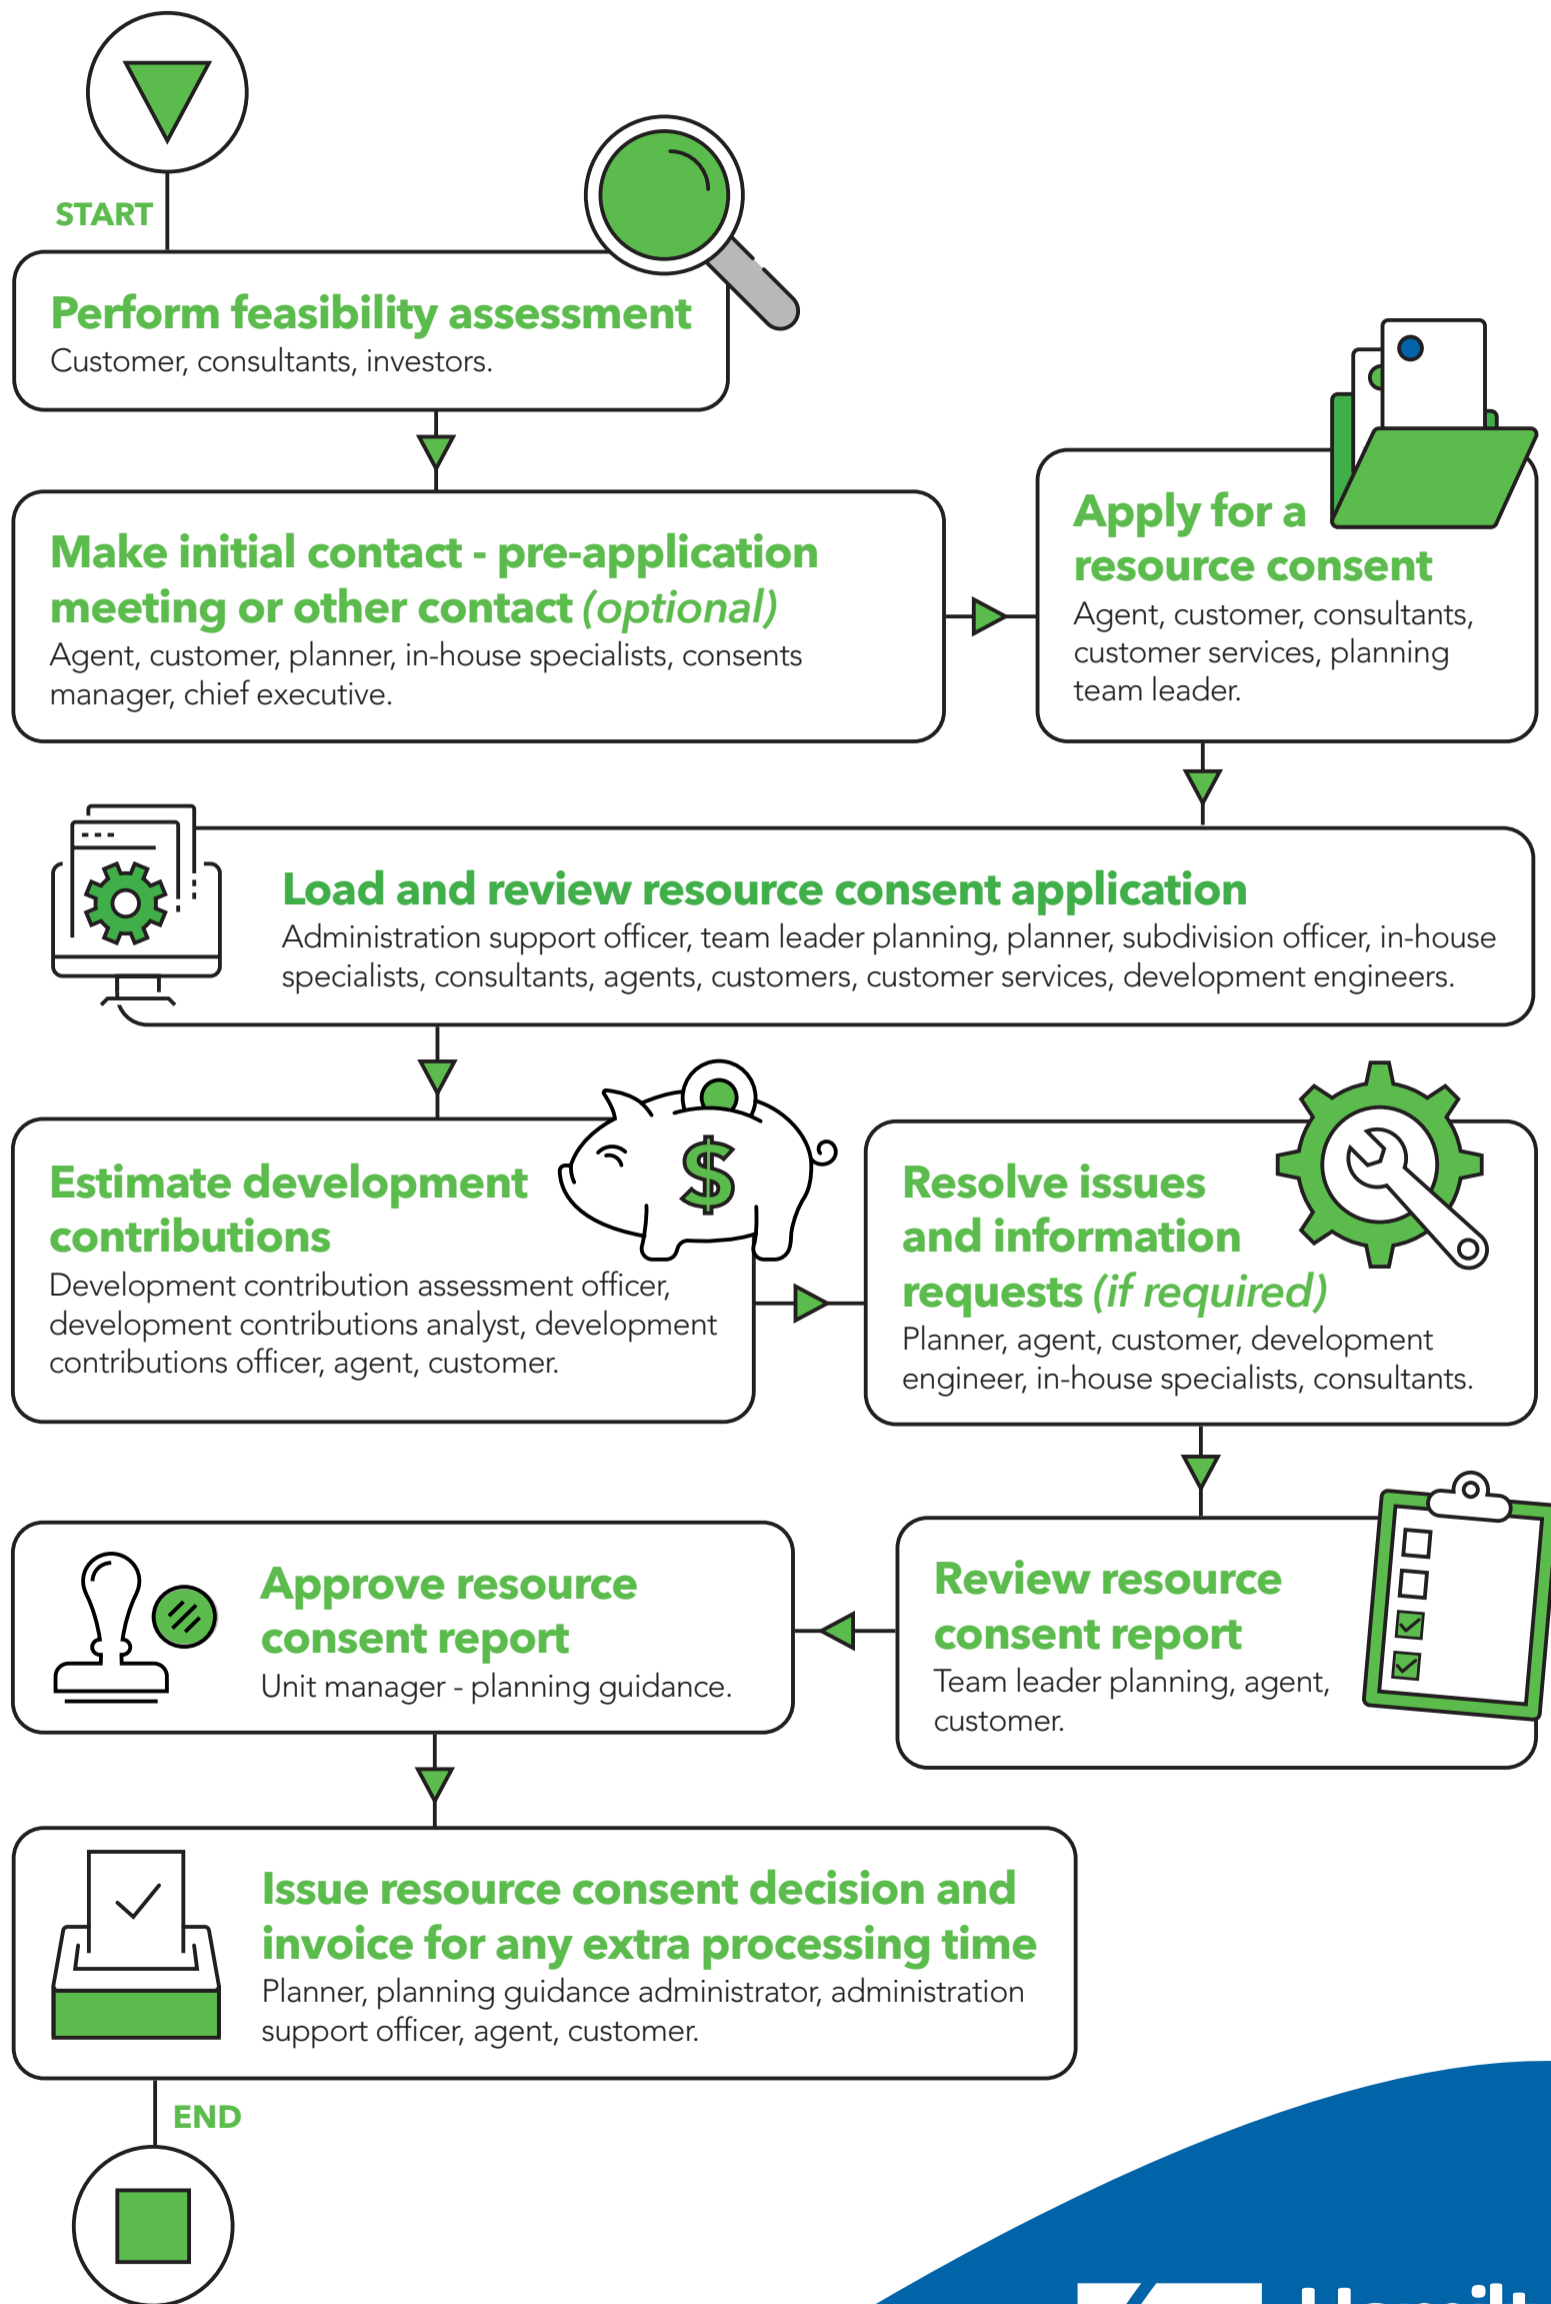 START
Perform feasibility assessment
Customer, consultants, investors.
Make initial contact - pre-application
meeting or other contact (optional)
Agent, customer, planner, in-house specialists, consents
manager, chief executive.
Apply for a
resource consent
Agent, customer, consultants,
customer services, planning
team leader.
Load and review resource consent application
Administration support officer, team leader planning, planner, subdivision officer, in-house
specialists, consultants, agents, customers, customer services, development engineers.
Estimate development
contributions
Development contribution assessment officer,
development contributions analyst, development
contributions officer, agent, customer.
$
Resolve issues
and information
requests (if required)
Planner, agent, customer, development
engineer, in-house specialists, consultants.
Review resource
consent report
Team leader planning, agent,
customer.
Approve resource
consent report
Unit manager - planning guidance.
Issue resource consent decision and
invoice for any extra processing time
Planner, planning guidance administrator, administration
support officer, agent, customer.
END